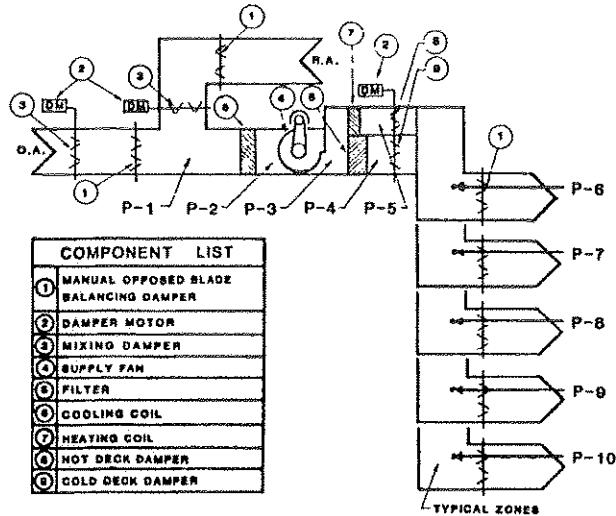 1
7
2
8
R.A.
2
3
4
6
9
3
DM
DM
5
DM
O.A.
1
1
P-1
P-2
P-3
P-4
P-5
P-6
P-7
P-8
P-9
P-10
COMPONENT LIST
1 MANUAL OPPOSED BLADE
BALANCING DAMPER
2 DAMPER MOTOR
3 MIXING DAMPER
4 SUPPLY FAN
5 FILTER
6 COOLING COIL
7 HEATING COIL
8 HOT DECK DAMPER
9 COLD DECK DAMPER
TYPICAL ZONES